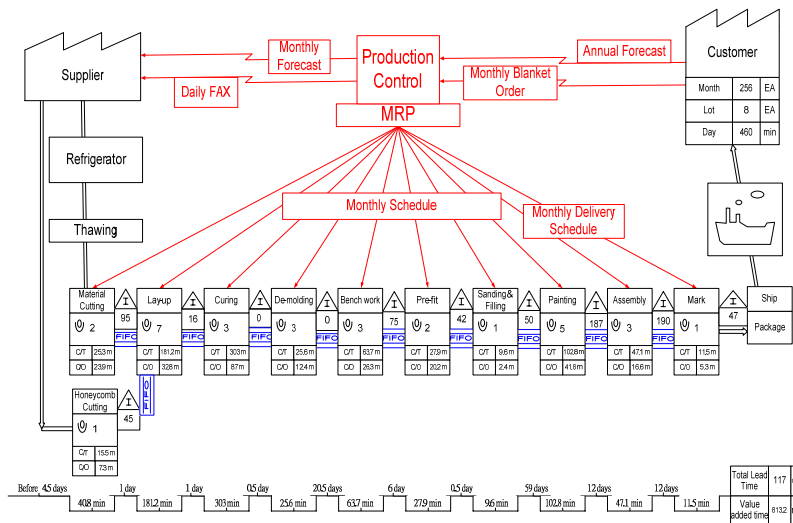 Supplier
Monthly
Forecast
Daily FAX
Production
Control
MRP
Annual Forecast
Monthly Blanket
Order
Customer
Month 256 EA
Lot 8 EA
Day 460 min
Refrigerator
Thawing
Monthly Schedule
Monthly Delivery
Schedule
Material
Cutting
2
C/T 25.3 m
C/O 23.9 m
I
95
FIFO
Lay-up
7
C/T 181.2 m
C/O 328 m
I
16
FIFO
Curing
3
C/T 303 m
C/O 87 m
I
0
FIFO
De-molding
3
C/T 25.6 m
C/O 12.4 m
I
0
FIFO
Bench work
3
C/T 63.7 m
C/O 26.3 m
I
75
FIFO
Pre-fit
2
C/T 27.9 m
C/O 20.2 m
I
42
FIFO
Sanding &
Filling
1
C/T 9.6 m
C/O 2.4 m
I
50
FIFO
Painting
5
C/T 102.8 m
C/O 41.8 m
I
187
FIFO
Assembly
3
C/T 47.1 m
C/O 16.6 m
I
190
FIFO
Mark
1
C/T 11.5 m
C/O 5.3 m
I
47
Ship
Package
Honeycomb
Cutting
1
C/T 15.5 m
C/O 7.3 m
I
45
FIFO
Before 4.5 days 1 day 1 day 0.5 day 20.5 days 6 day 0.5 day 59 days 12 days 12 days
40.8 min 181.2 min 303 min 25.6 min 63.7 min 27.9 min 9.6 min 102.8 min 47.1 min 11.5 min
Total Lead
Time
117
Value
added time
813.2